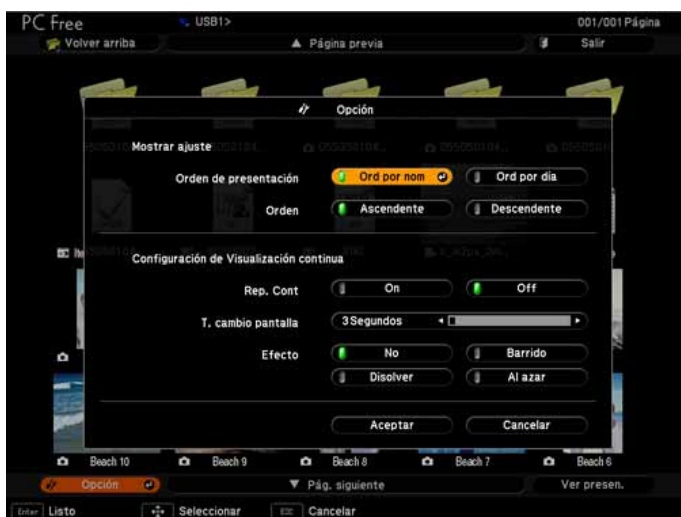 PC Free USB1> 001/001 Página
Volver arriba ▲ Página previa Salir
Opción
Mostrar ajuste
Orden de presentación Ord por nom Ord por día
Orden Ascendente Descendente
Configuración de Visualización continua
Rep. Cont On Off
T. cambio pantalla 3 Segundos
Efecto No Barrido
Disolver Al azar
Aceptar Cancelar
Beach 10 Beach 9 Beach 8 Beach 7 Beach 6
Opción ▼ Pág. siguiente Ver presen.
Enter Listo Seleccionar ESC Cancelar